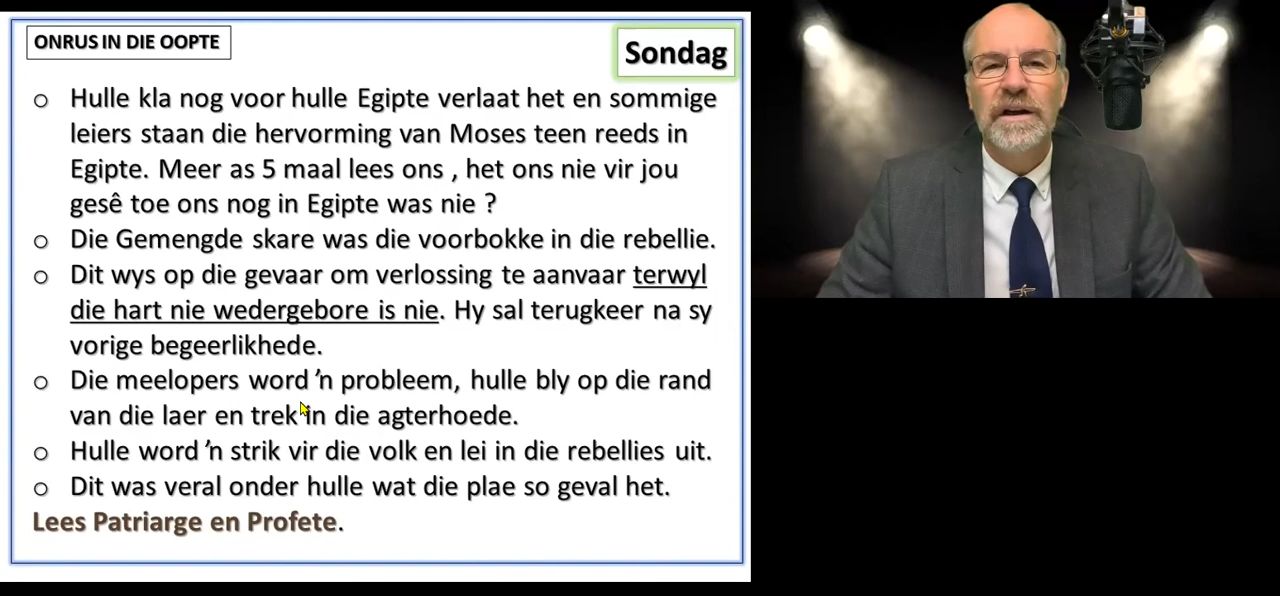 ONRUS IN DIE OOPTE
Sondag
o Hulle kla nog voor hulle Egipte verlaat het en sommige
leiers staan die hervorming van Moses teen reeds in
Egipte. Meer as 5 maal lees ons , het ons nie vir jou
gesê toe ons nog in Egipte was nie ?
o Die Gemengde skare was die voorbokke in die rebellie.
o Dit wys op die gevaar om verlossing te aanvaar terwyl
die hart nie wedergebore is nie. Hy sal terugkeer na sy
vorige begeerlikhede.
o Die meelopers word ’n probleem, hulle bly op die rand
van die laer en trek in die agterhoede.
o Hulle word ’n strik vir die volk en lei in die rebellies uit.
o Dit was veral onder hulle wat die plae so geval het.
Lees Patriarge en Profete.